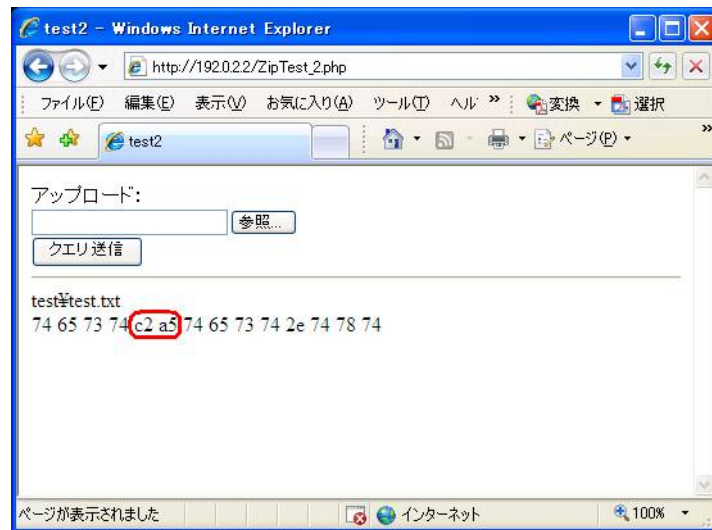 test2 - Windows Internet Explorer
http://192.0.2.2/ZipTest_2.php
ファイル(F) 編集(E) 表示(V) お気に入り(A) ツール(T) ヘル » 変換 選択
test2 ページ(P) »
アップロード:
参照...
クエリ送信
test¥test.txt
74 65 73 74 c2 a5 74 65 73 74 2e 74 78 74
ページが表示されました インターネット 100%